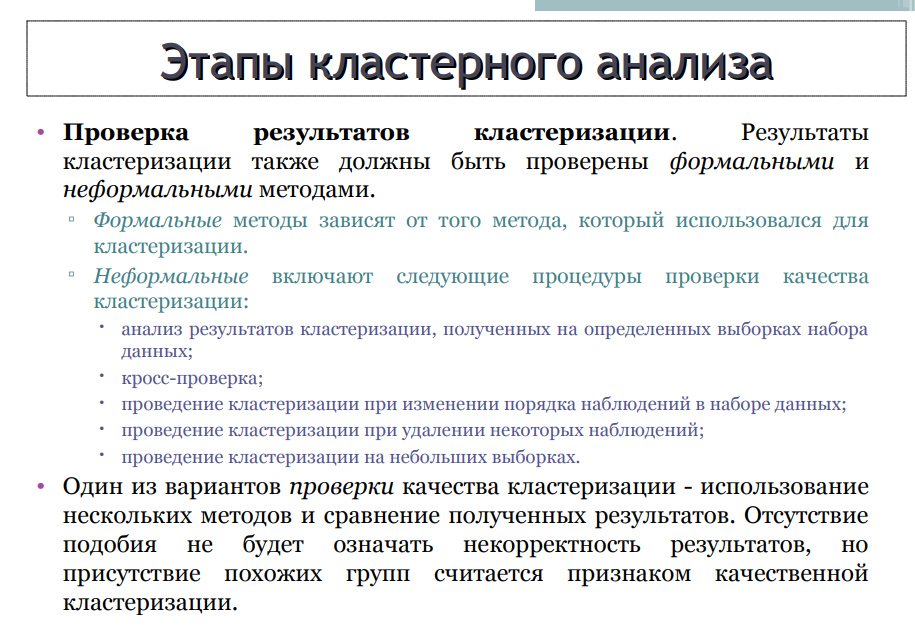 Этапы кластерного анализа
• Проверка результатов кластеризации. Результаты
кластеризации также должны быть проверены формальными и
неформальными методами.
▫ Формальные методы зависят от того метода, который использовался для
кластеризации.
▫ Неформальные включают следующие процедуры проверки качества
кластеризации:
• анализ результатов кластеризации, полученных на определенных выборках набора
данных;
• кросс-проверка;
• проведение кластеризации при изменении порядка наблюдений в наборе данных;
• проведение кластеризации при удалении некоторых наблюдений;
• проведение кластеризации на небольших выборках.
• Один из вариантов проверки качества кластеризации - использование
нескольких методов и сравнение полученных результатов. Отсутствие
подобия не будет означать некорректность результатов, но
присутствие похожих групп считается признаком качественной
кластеризации.